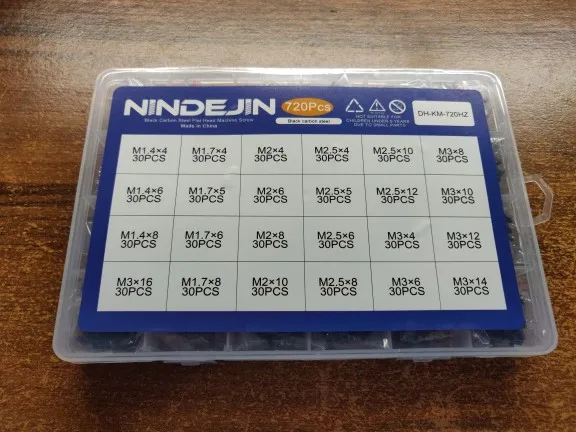 NINDEJIN
720Pcs
Black Carbon Steel Flat Head Machine Screw
Made in China
Black carbon steel
NOT SUITABLE FOR
CHILDREN UNDER 5 YEARS
DUE TO SMALL PARTS
DH-KM-720HZ
M1.4×4 M1.7×4 M2×4 M2.5×4 M2.5×10 M3×8
30PCS 30PCS 30PCS 30PCS 30PCS 30PCS
M1.4×6 M1.7×5 M2×6 M2.5×5 M2.5×12 M3×10
30PCS 30PCS 30PCS 30PCS 30PCS 30PCS
M1.4×8 M1.7×6 M2×8 M2.5×6 M3×4 M3×12
30PCS 30PCS 30PCS 30PCS 30PCS 30PCS
M3×16 M1.7×8 M2×10 M2.5×8 M3×6 M3×14
30PCS 30PCS 30PCS 30PCS 30PCS 30PCS